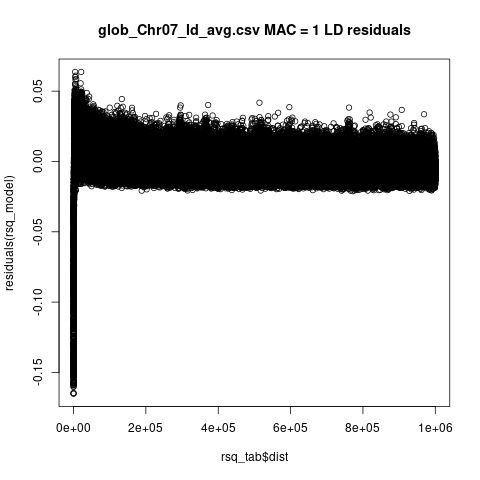 glob_Chr07_ld_avg.csv MAC = 1 LD residuals
residuals(rsq_model)
0.05
0.00
-0.05
-0.10
-0.15
0e+00 2e+05 4e+05 6e+05 8e+05 1e+06
rsq_tab$dist